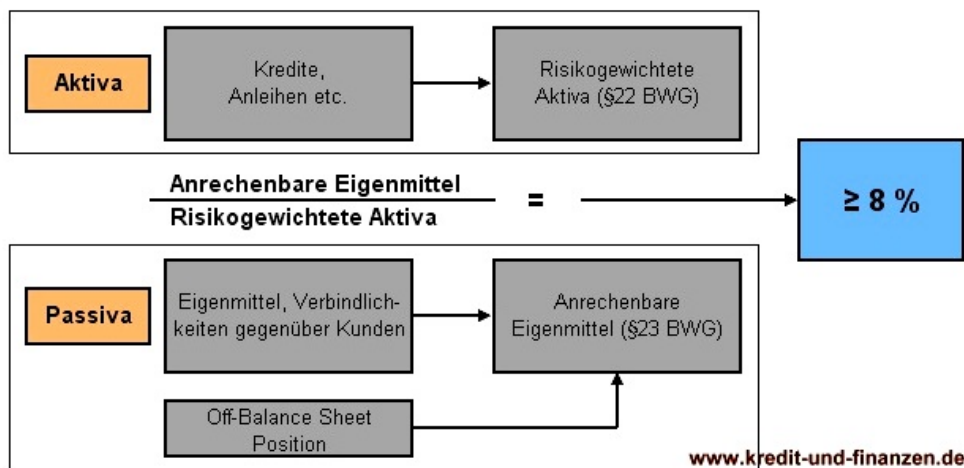 Aktiva
Kredite,
Anleihen etc.
Risikogewichtete
Aktiva (§22 BWG)
Anrechenbare Eigenmittel
Risikogewichtete Aktiva
=
≥ 8 %
Passiva
Eigenmittel, Verbindlich-
keiten gegenüber Kunden
Anrechenbare
Eigenmittel (§23 BWG)
Off-Balance Sheet
Position
www.kredit-und-finanzen.de